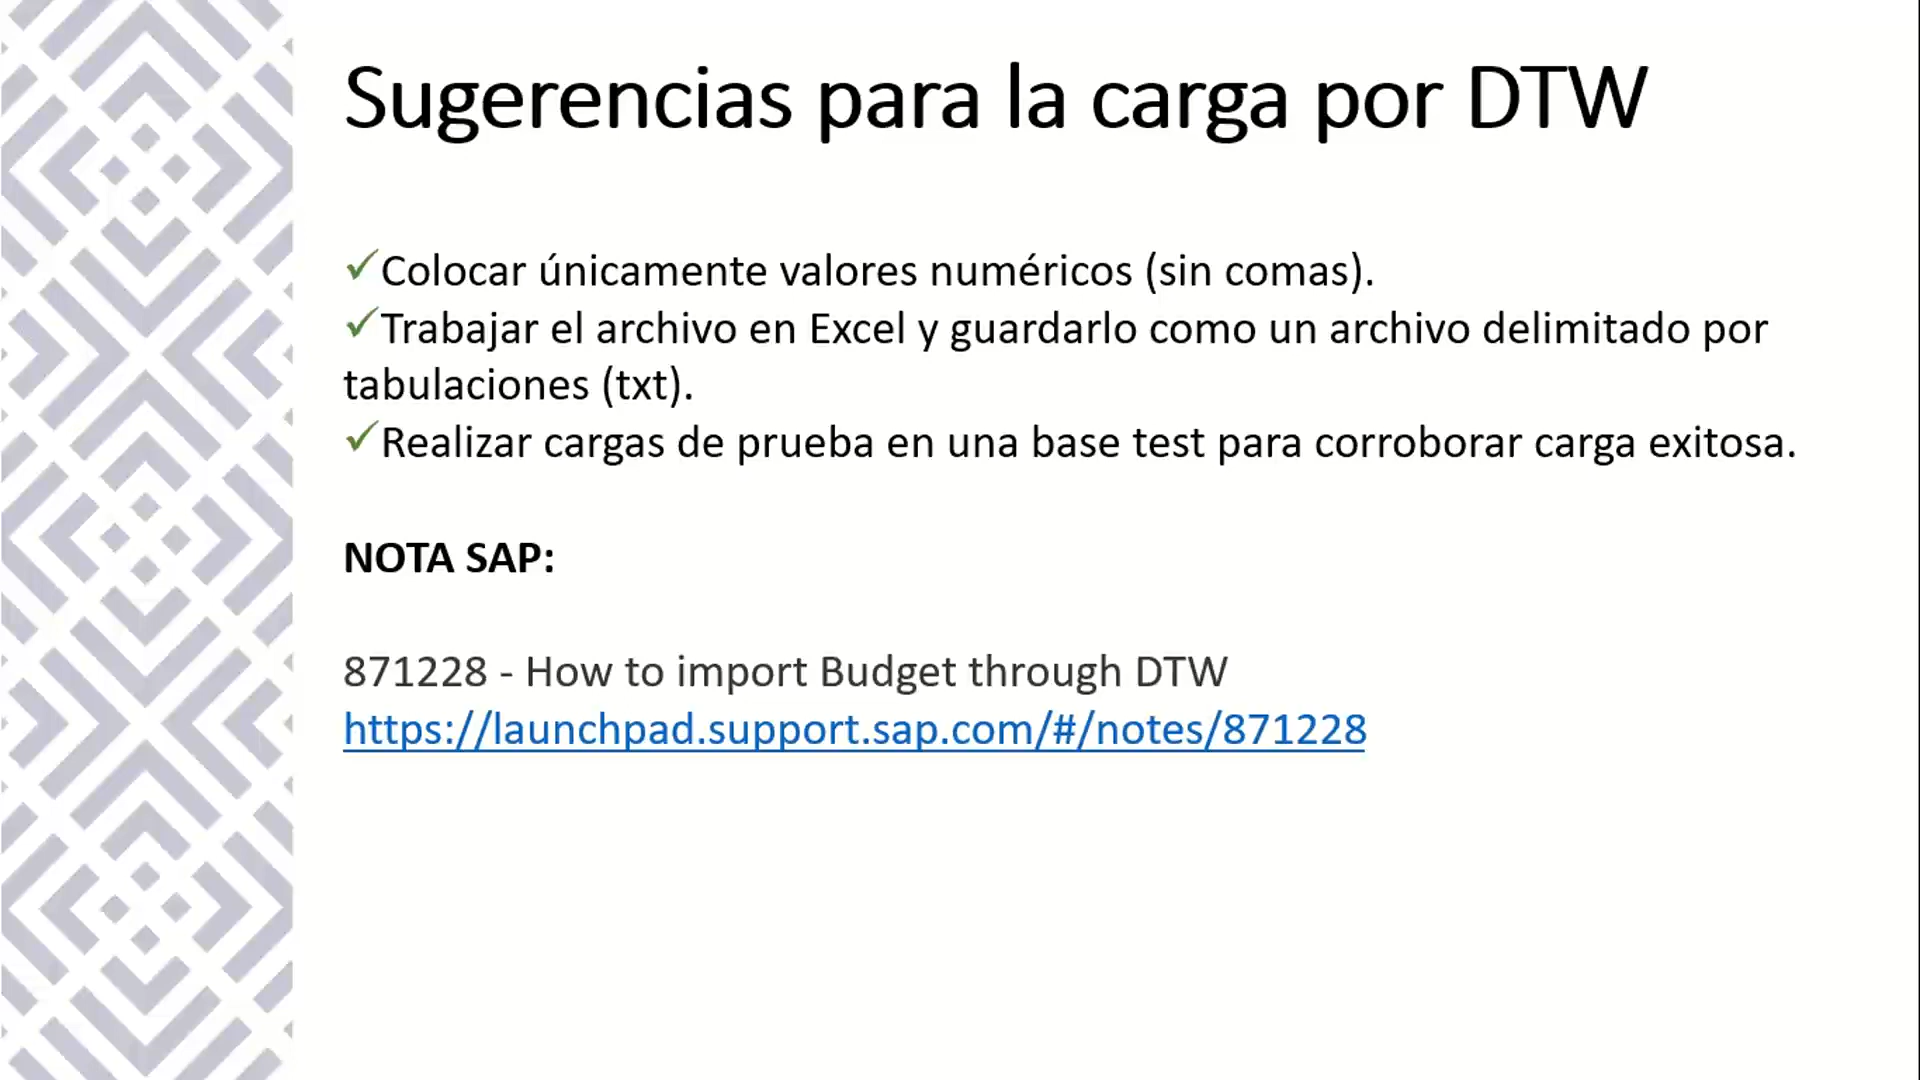 Sugerencias para la carga por DTW
✓Colocar únicamente valores numéricos (sin comas).
✓Trabajar el archivo en Excel y guardarlo como un archivo delimitado por
tabulaciones (txt).
✓Realizar cargas de prueba en una base test para corroborar carga exitosa.
NOTA SAP:
871228 - How to import Budget through DTW
https://launchpad.support.sap.com/#/notes/871228